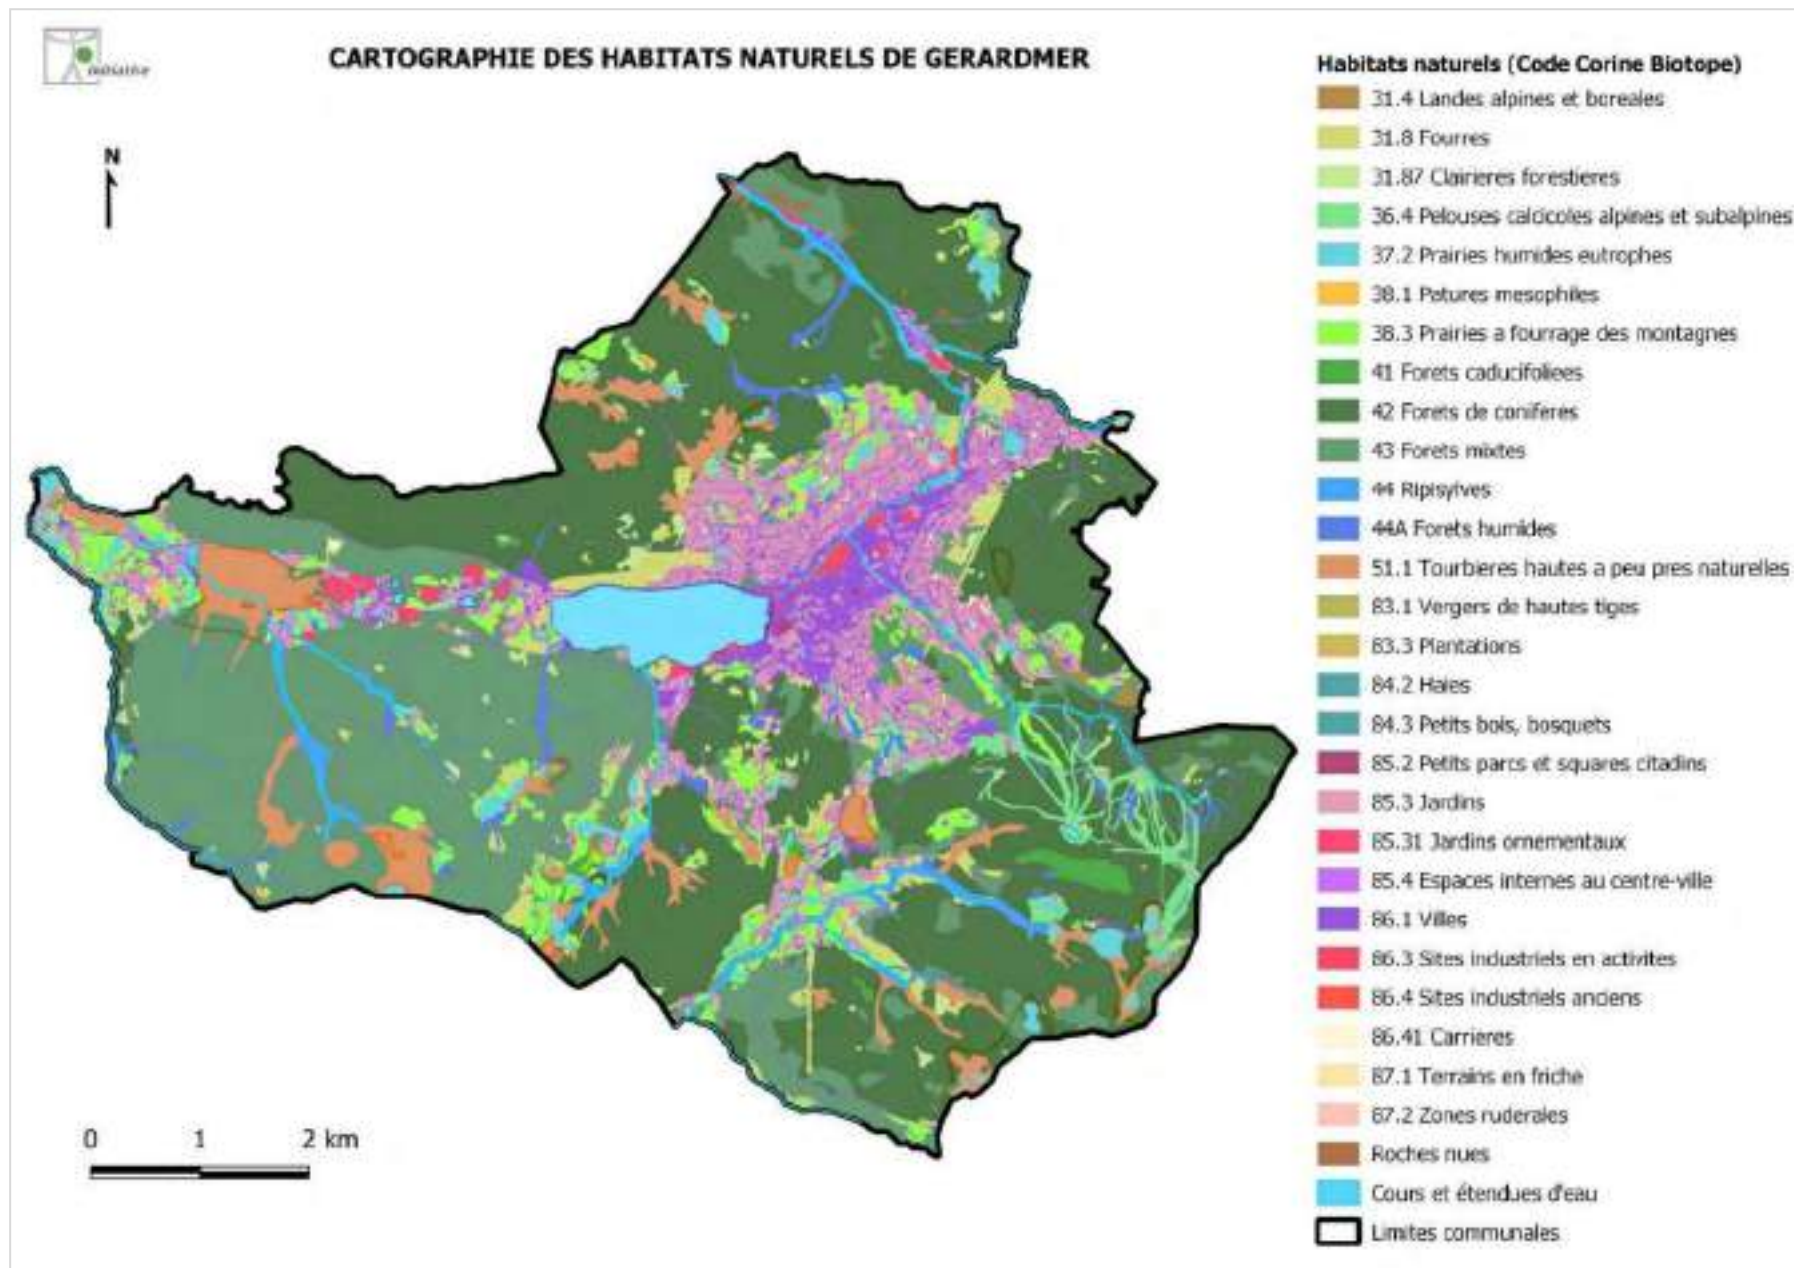 initiative
CARTOGRAPHIE DES HABITATS NATURELS DE GERARDMER
N
Habitats naturels (Code Corine Biotope)
31.4 Landes alpines et boreales
31.8 Fourres
31.87 Clairieres forestieres
36.4 Pelouses calcicoles alpines et subalpines
37.2 Prairies humides eutrophes
38.1 Patures mesophiles
38.3 Prairies a fourrage des montagnes
41 Forets caducifoliees
42 Forets de coniferes
43 Forets mixtes
44 Ripisylves
44A Forets humides
51.1 Tourbieres hautes a peu pres naturelles
83.1 Vergers de hautes tiges
83.3 Plantations
84.2 Haies
84.3 Petits bois, bosquets
85.2 Petits parcs et squares citadins
85.3 Jardins
85.31 Jardins ornementaux
85.4 Espaces internes au centre-ville
86.1 Villes
86.3 Sites industriels en activites
86.4 Sites industriels anciens
86.41 Carrieres
87.1 Terrains en friche
87.2 Zones ruderales
Roches nues
Cours et étendues d'eau
Limites communales
0 1 2 km